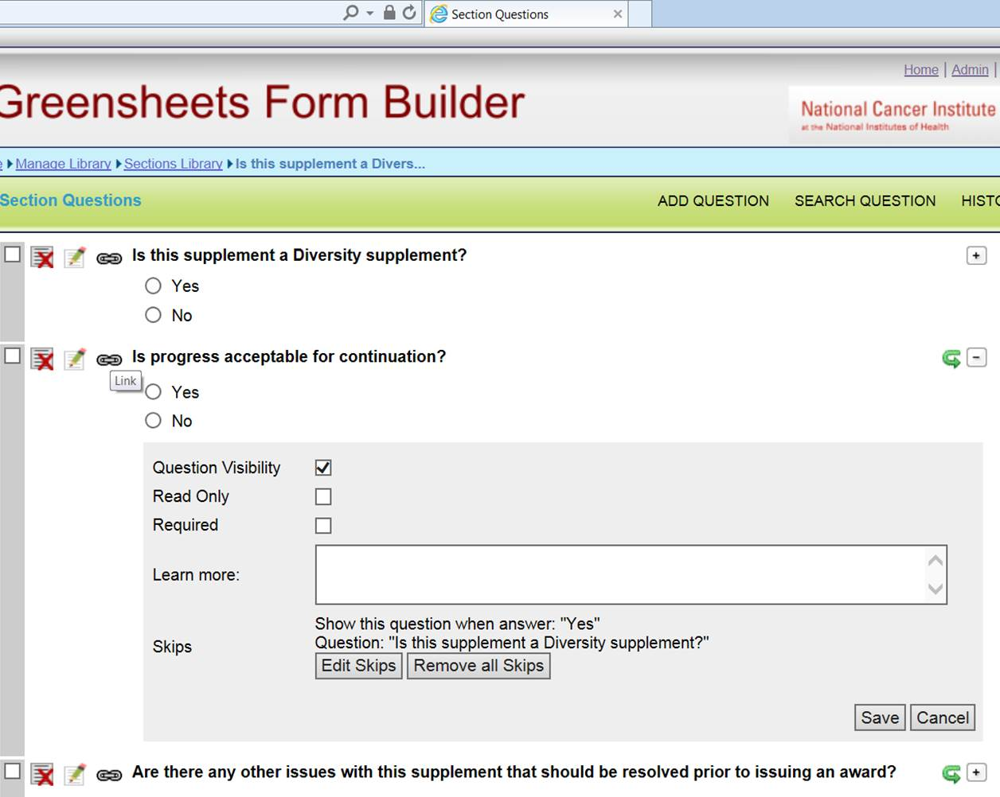 Section Questions
Home | Admin |
Greensheets Form Builder
National Cancer Institute
at the National Institutes of Health
Manage Library Sections Library Is this supplement a Divers...
Section Questions ADD QUESTION SEARCH QUESTION
Is this supplement a Diversity supplement?
Yes
No
Is progress acceptable for continuation?
Link
Yes
No
Question Visibility
Read Only
Required
Learn more:
Skips
Show this question when answer: "Yes"
Question: "Is this supplement a Diversity supplement?"
Edit Skips Remove all Skips
Save Cancel
Are there any other issues with this supplement that should be resolved prior to issuing an award?